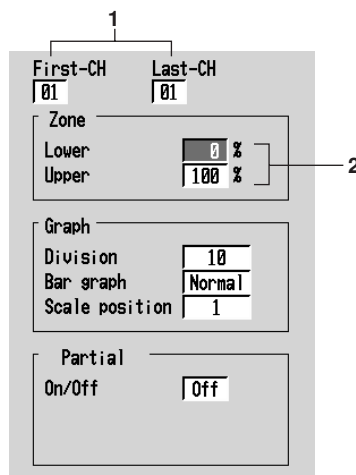 1
First-CH Last-CH
01 01
Zone
Lower 0 %
Upper 100 %
2
Graph
Division 10
Bar graph Normal
Scale position 1
Partial
On/Off Off